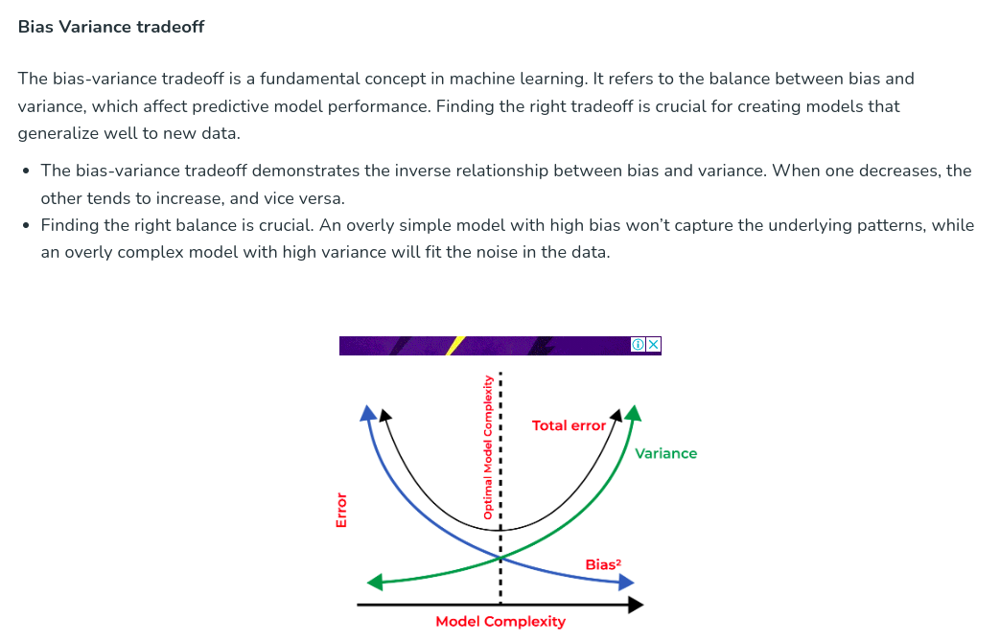 Bias Variance tradeoff
The bias-variance tradeoff is a fundamental concept in machine learning. It refers to the balance between bias and
variance, which affect predictive model performance. Finding the right tradeoff is crucial for creating models that
generalize well to new data.
• The bias-variance tradeoff demonstrates the inverse relationship between bias and variance. When one decreases, the
other tends to increase, and vice versa.
• Finding the right balance is crucial. An overly simple model with high bias won’t capture the underlying patterns, while
an overly complex model with high variance will fit the noise in the data.
Optimal Model Complexity
Total error
Variance
Error
Bias²
Model Complexity